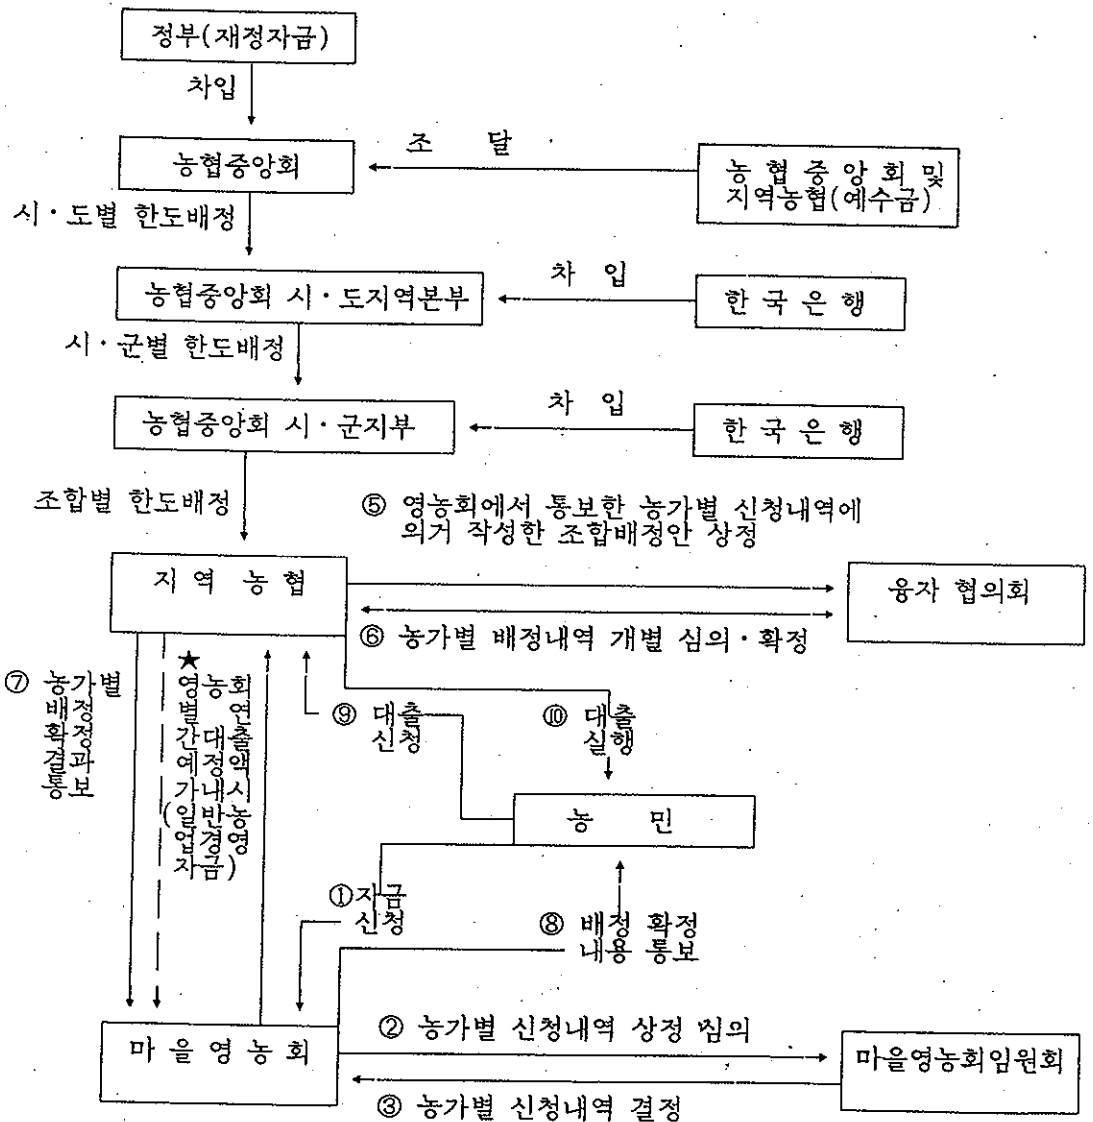 정부(재정자금)
차입
농협중앙회
조 달
농 협 중 앙 회 및
지역농협(예수금)
시·도별 한도배정
농협중앙회 시·도지역본부
차 입
한 국 은 행
시·군별 한도배정
농협중앙회 시·군지부
차 입
한 국 은 행
조합별 한도배정
⑤ 영농회에서 통보한 농가별 신청내역에
의거 작성한 조합배정안 상정
지 역 농 협
융자 협의회
⑥ 농가별 배정내역 개별 심의·확정
⑦ 농가별
배정
확정
결과
통보
★
영농회
별 연
간대출
예정액
가내시
(일반농
업경영
자금)
⑨ 대출
신청
⑩ 대출
실행
농 민
①자금
신청
⑧ 배정 확정
내용 통보
마 을 영 농 회
② 농가별 신청내역 상정 심의
마을영농회임원회
③ 농가별 신청내역 결정